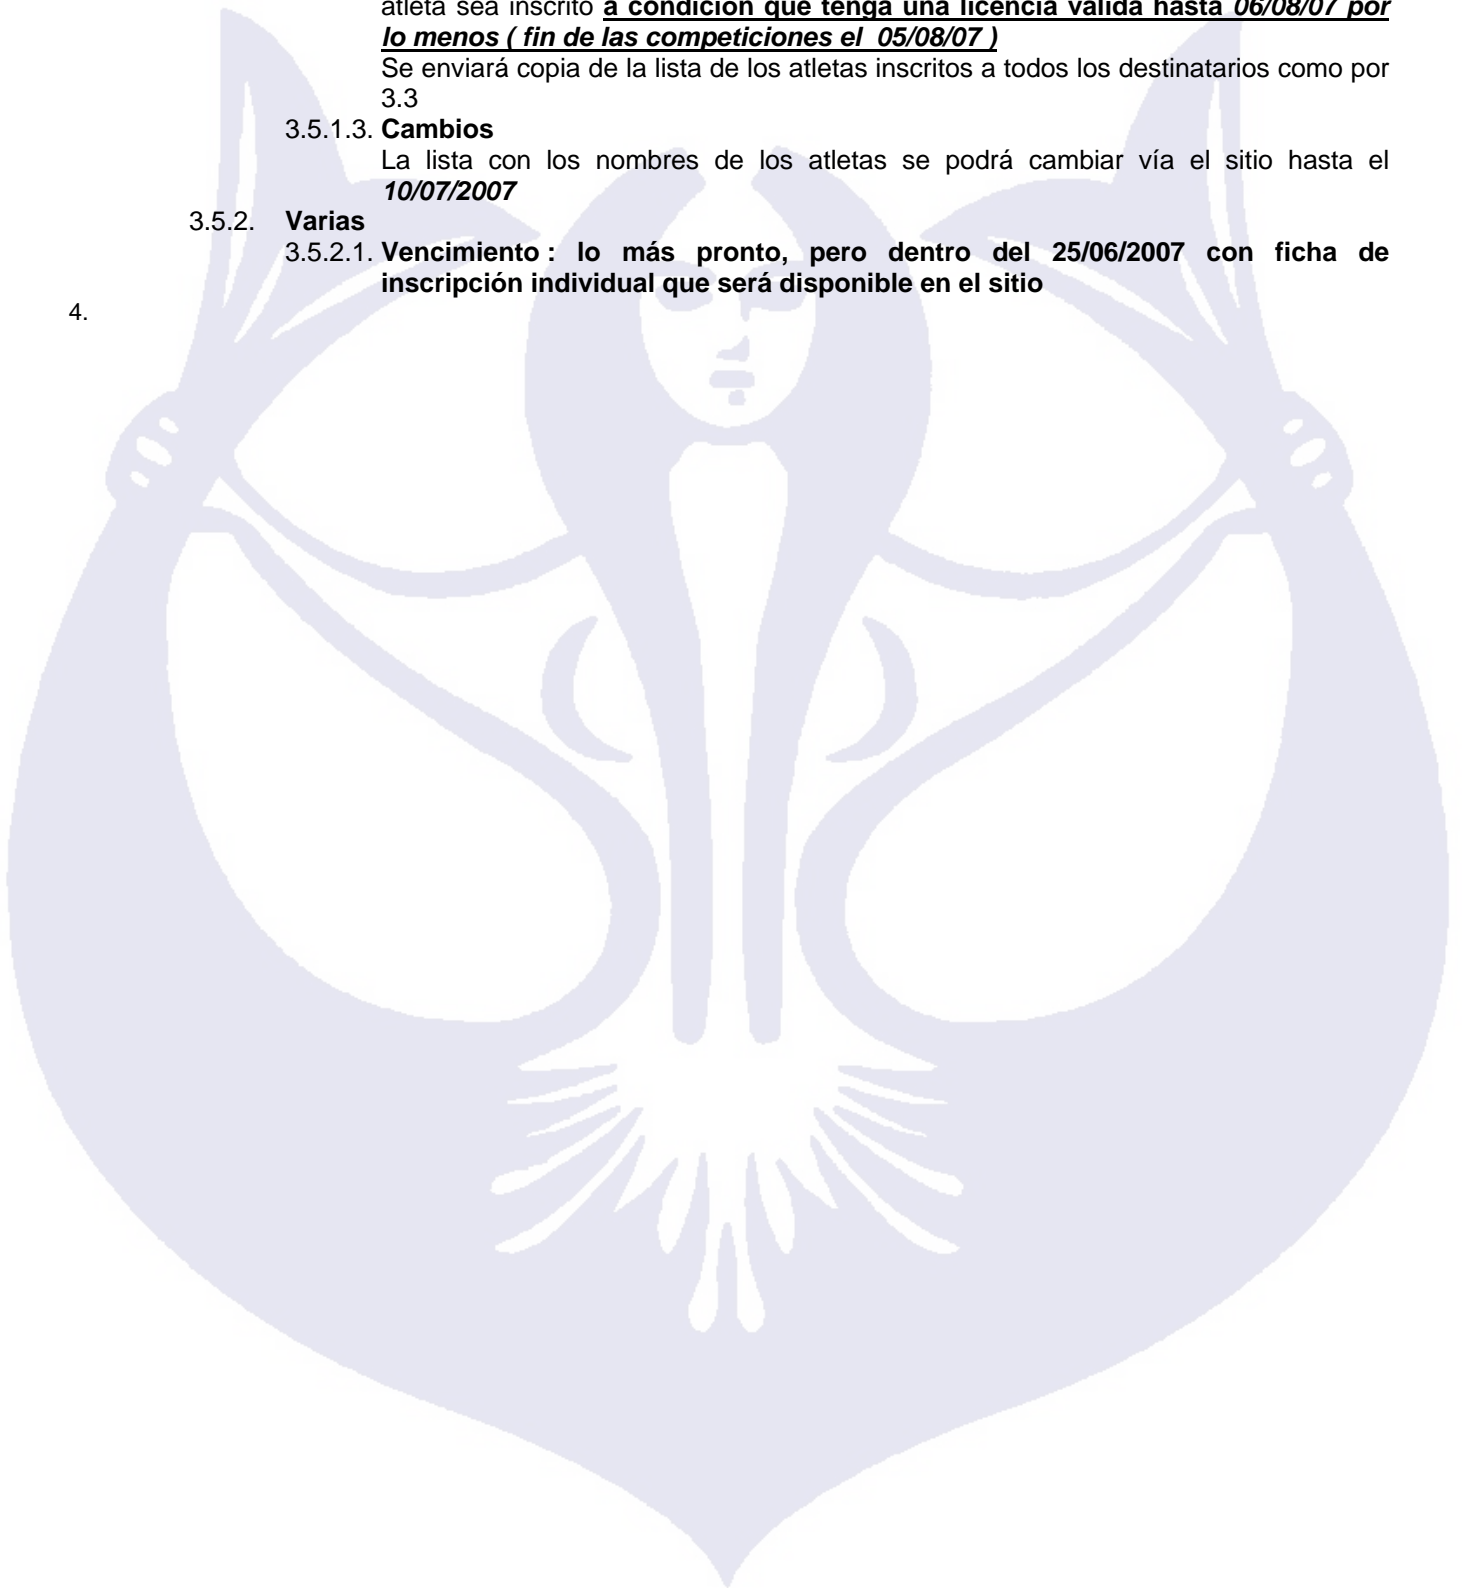 atleta sea inscrito a condición que tenga una licencia válida hasta 06/08/07 por
lo menos ( fin de las competiciones el 05/08/07 )
Se enviará copia de la lista de los atletas inscritos a todos los destinatarios como por
3.3
3.5.1.3. Cambios
La lista con los nombres de los atletas se podrá cambiar vía el sitio hasta el
10/07/2007
3.5.2. Varias
3.5.2.1. Vencimiento : lo más pronto, pero dentro del 25/06/2007 con ficha de
inscripción individual que será disponible en el sitio
4.